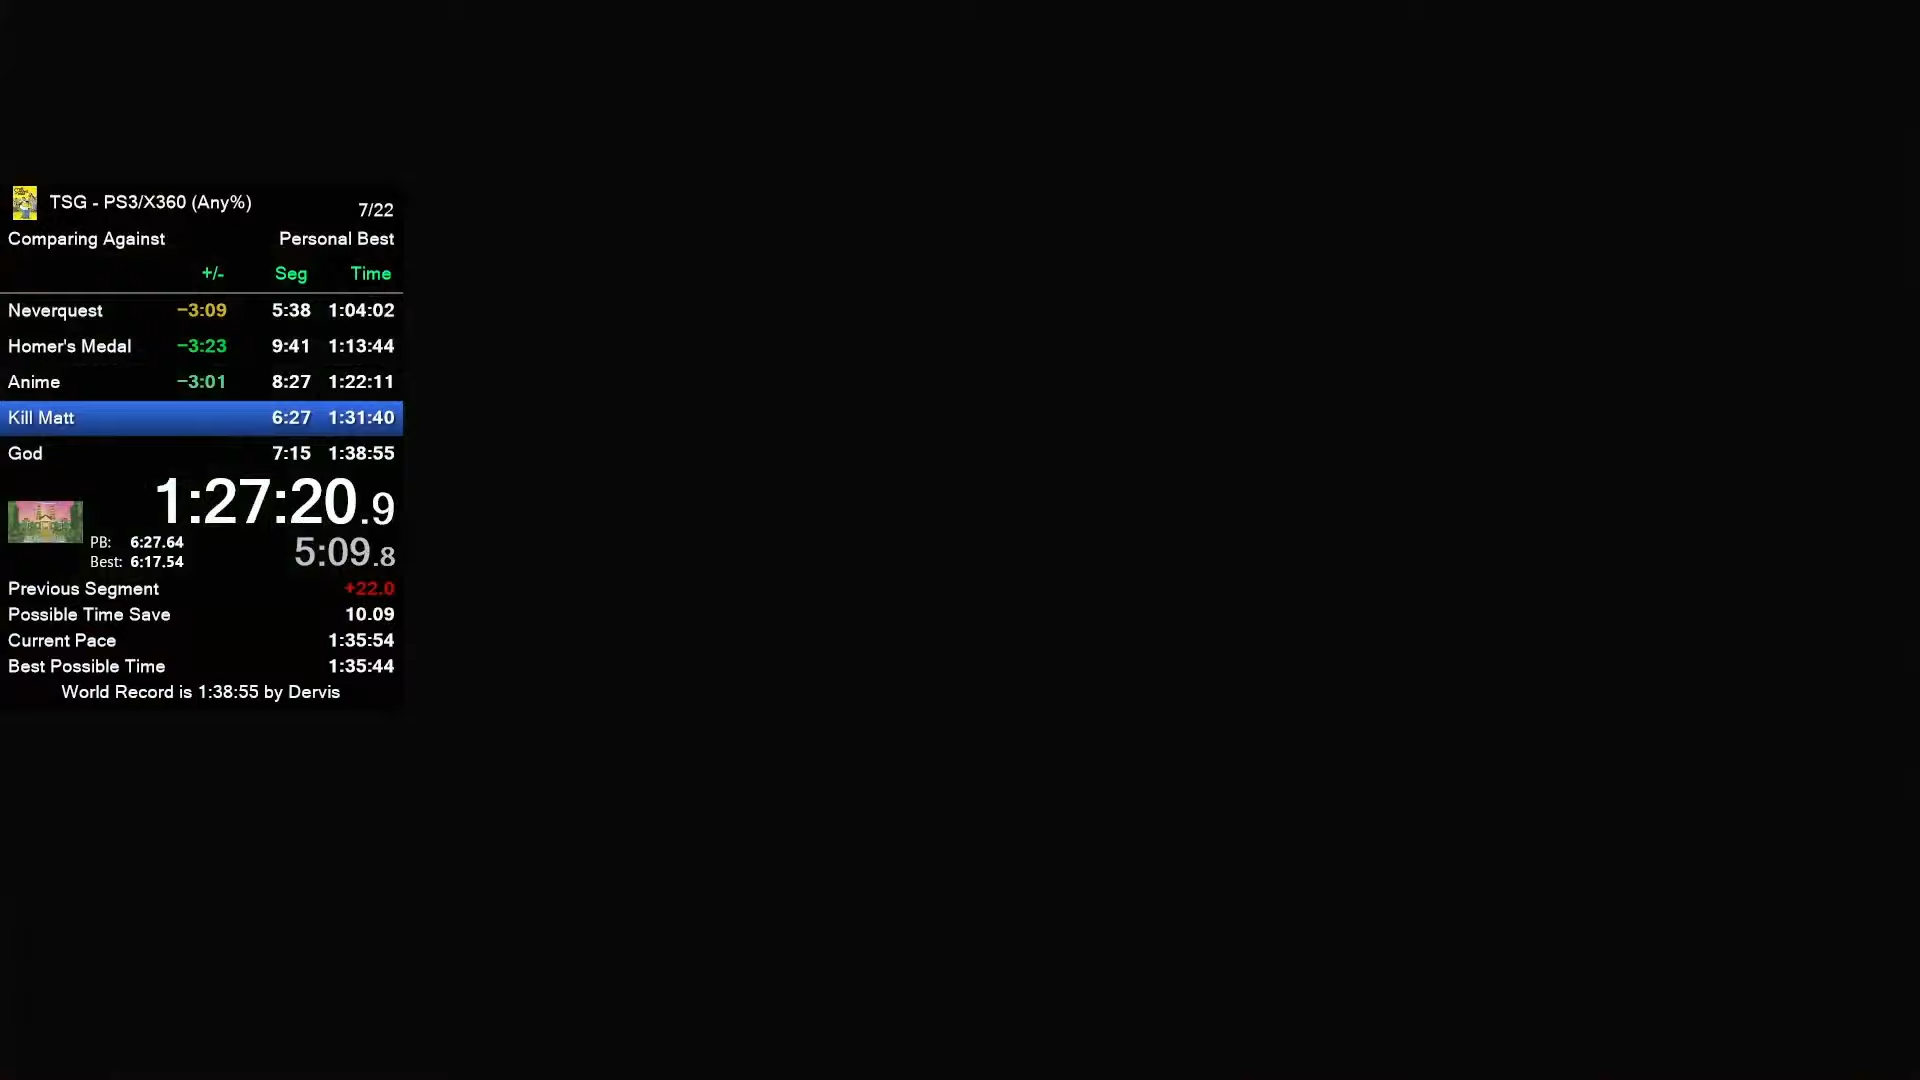 TSG - PS3/X360 (Any%)
7/22
Comparing Against Personal Best
+/- Seg Time
Neverquest −3:09 5:38 1:04:02
Homer's Medal −3:23 9:41 1:13:44
Anime −3:01 8:27 1:22:11
Kill Matt 6:27 1:31:40
God 7:15 1:38:55
1:27:20.9
PB: 6:27.64
Best: 6:17.54
5:09.8
Previous Segment +22.0
Possible Time Save 10.09
Current Pace 1:35:54
Best Possible Time 1:35:44
World Record is 1:38:55 by Dervis